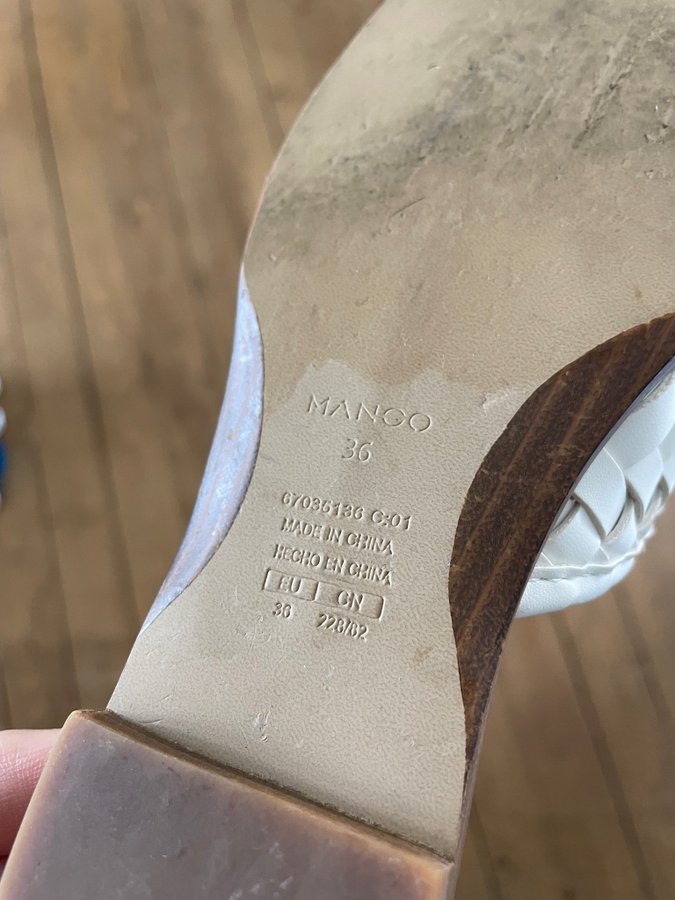 MANGO
36
67036136 C:01
MADE IN CHINA
HECHO EN CHINA
EU CN
36 228/82